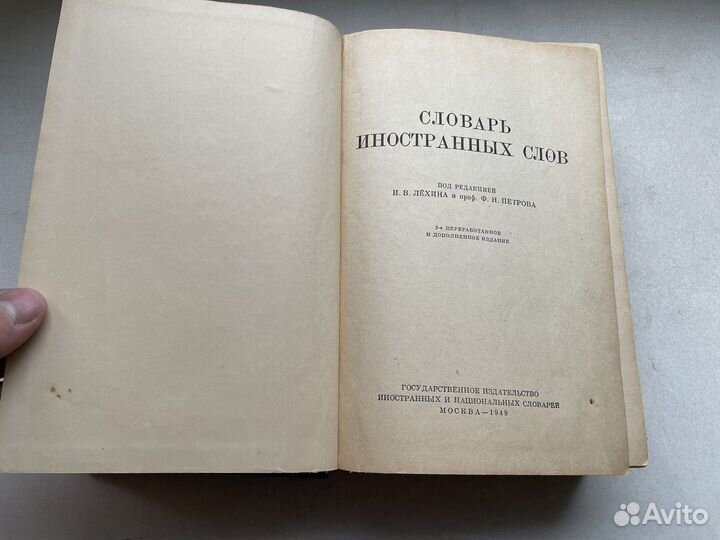 СЛОВАРЬ
ИНОСТРАННЫХ СЛОВ
ПОД РЕДАКЦИЕЙ
И. В. ЛЁХИНА и проф. Ф. Н. ПЕТРОВА
3-е ПЕРЕРАБОТАННОЕ
И ДОПОЛНЕННОЕ ИЗДАНИЕ
ГОСУДАРСТВЕННОЕ ИЗДАТЕЛЬСТВО
ИНОСТРАННЫХ И НАЦИОНАЛЬНЫХ СЛОВАРЕЙ
МОСКВА—1949
Avito